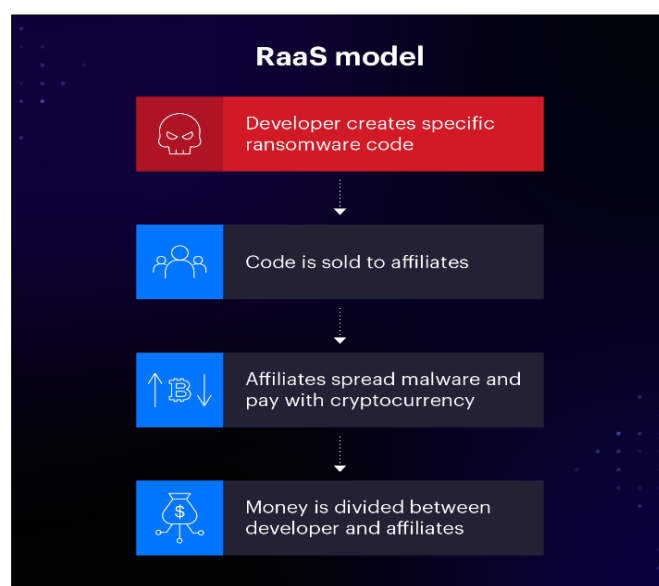 RaaS model
Developer creates specific
ransomware code
Code is sold to affiliates
Affiliates spread malware and
pay with cryptocurrency
Money is divided between
developer and affiliates